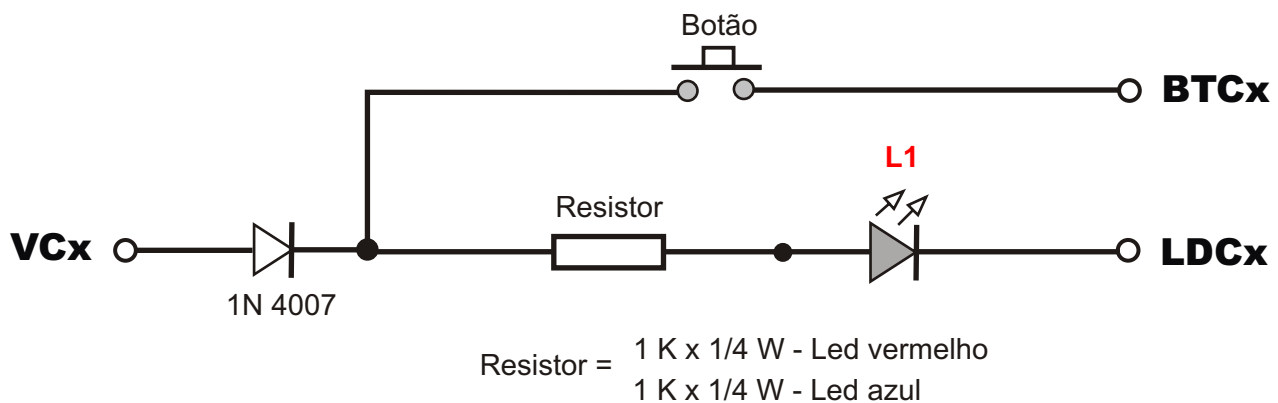 Botão
BTCx
L1
Resistor
VCx
LDCx
1N 4007
Resistor =
1 K x 1/4 W - Led vermelho
1 K x 1/4 W - Led azul